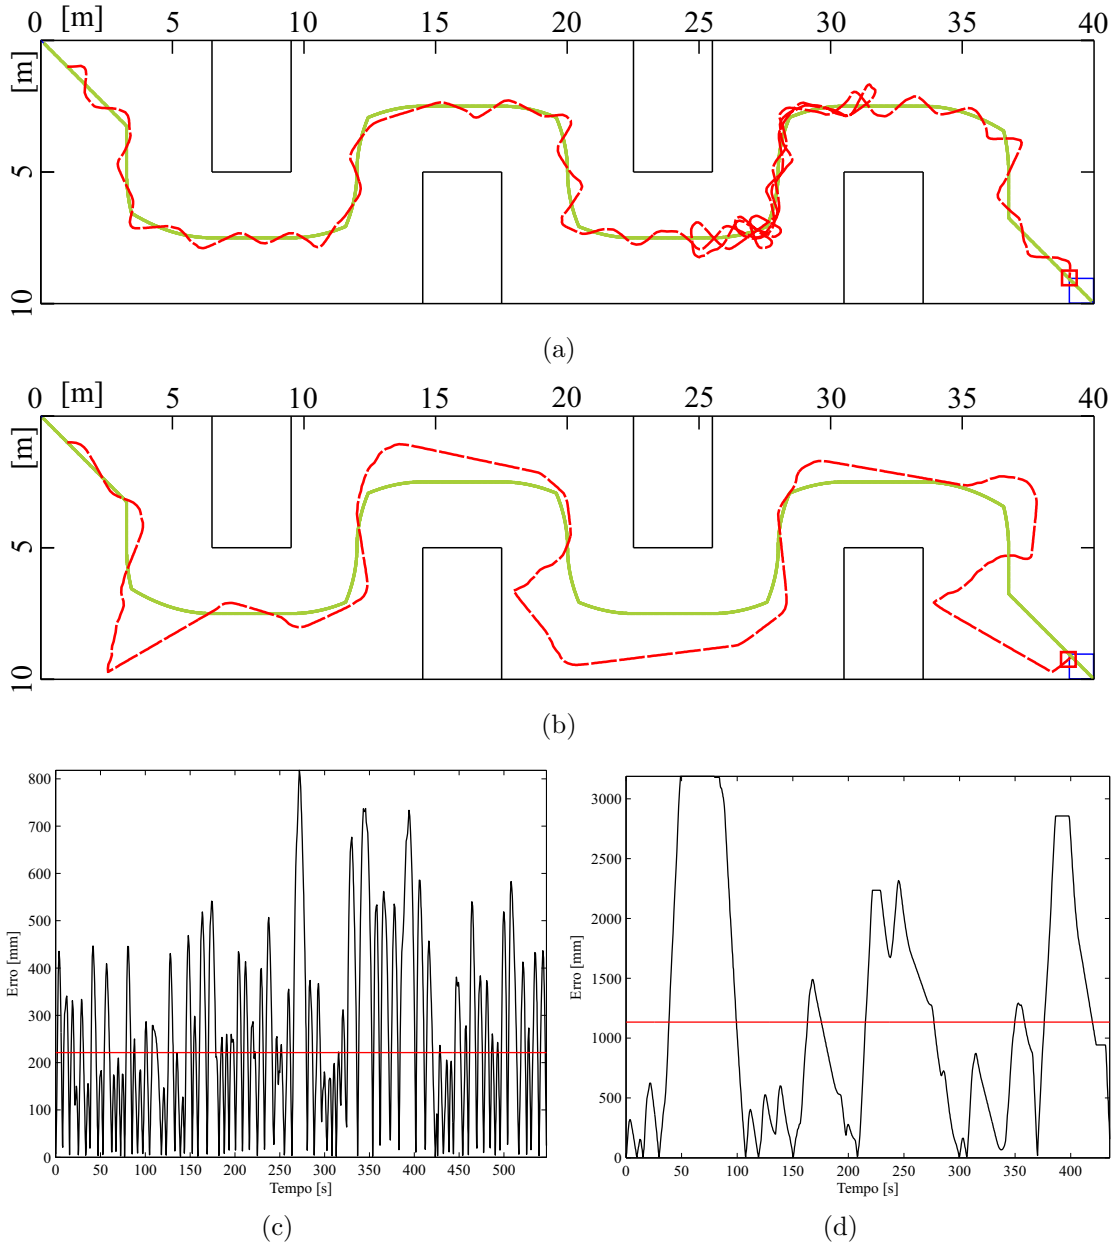 0 [m] 5 10 15 20 25 30 35 40
[m]
5
10
(a)
0 [m] 5 10 15 20 25 30 35 40
[m]
5
10
(b)
800
700
600
500
400
300
200
100
0
Erro [mm]
0 50 100 150 200 250 300 350 400 450 500
Tempo [s]
(c)
3000
2500
2000
1500
1000
500
0
Erro [mm]
0 50 100 150 200 250 300 350 400
Tempo [s]
(d)